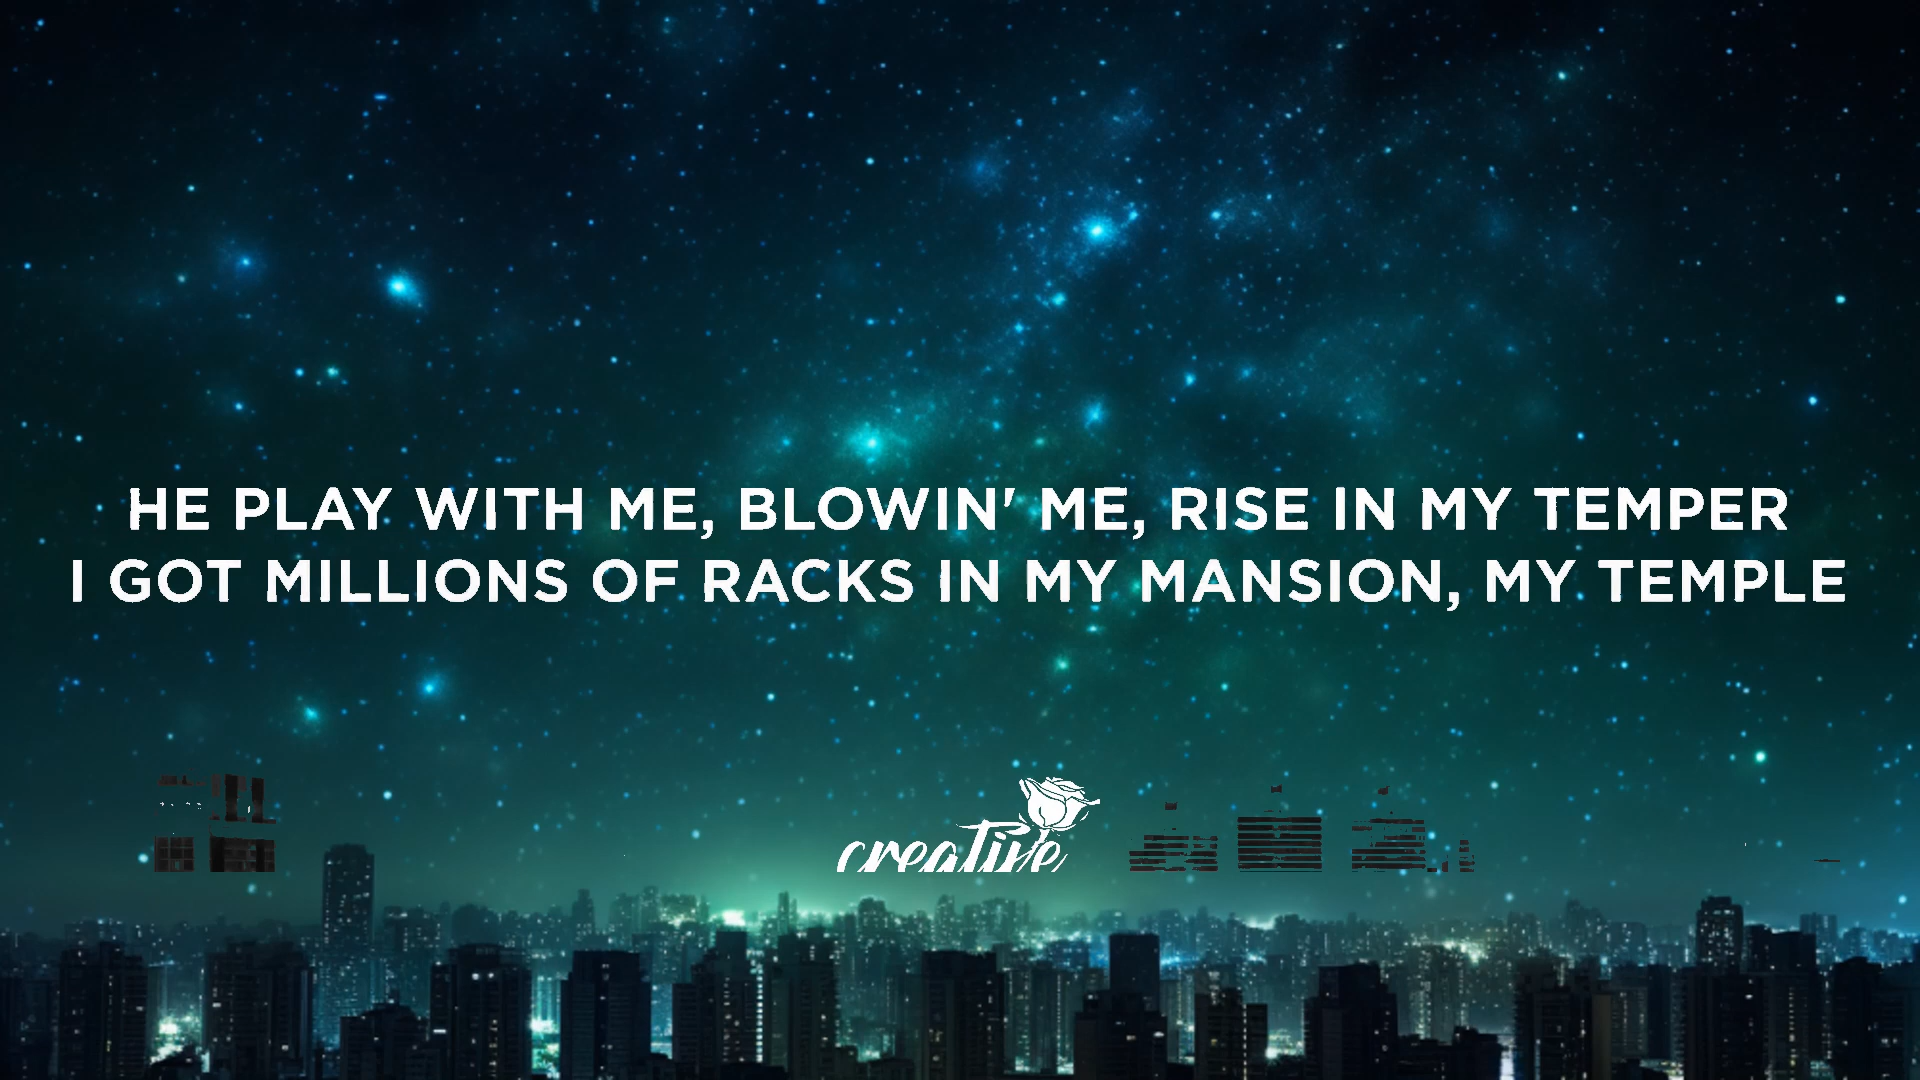 HE PLAY WITH ME, BLOWIN' ME, RISE IN MY TEMPER
I GOT MILLIONS OF RACKS IN MY MANSION, MY TEMPLE
creative